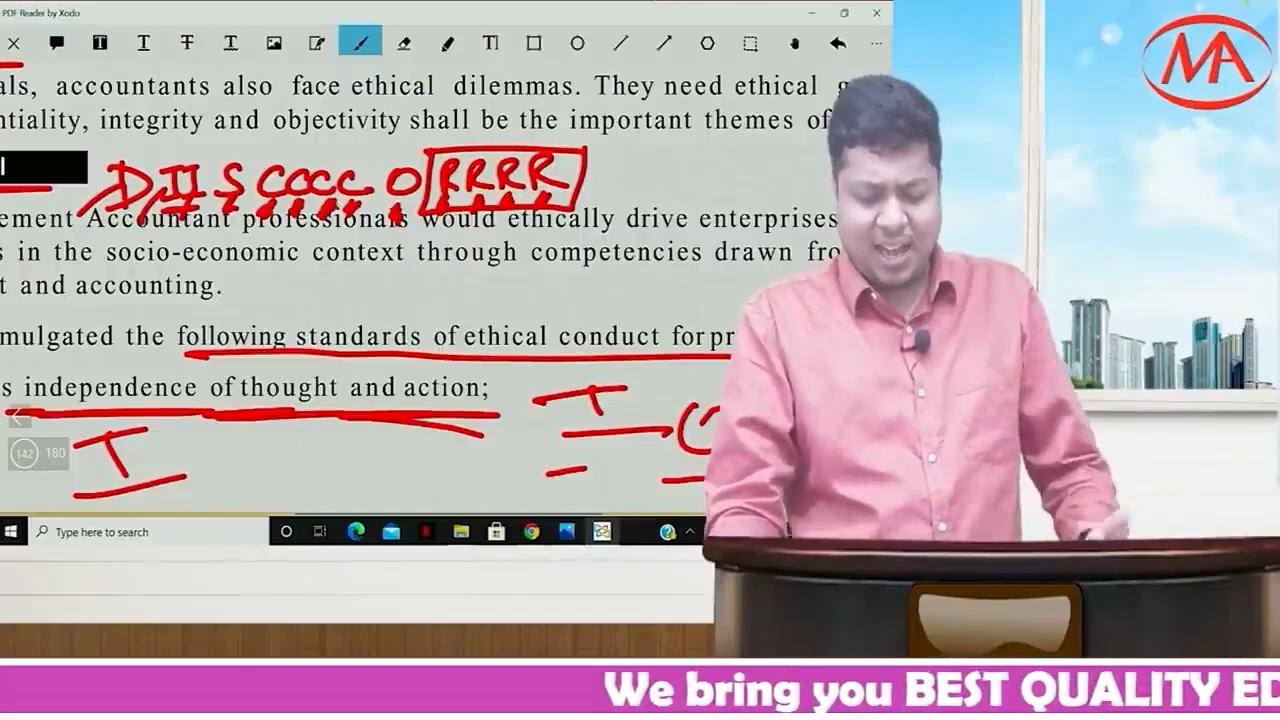 PDF Reader by Xodo
MA
als, accountants also face ethical dilemmas. They need ethical
ntiality, integrity and objectivity shall be the important themes of
D I I S C O C C O R R R R
ement Accountant professionals would ethically drive enterprises
s in the socio-economic context through competencies drawn fro
t and accounting.
mulgated the following standards of ethical conduct for pr
s independence of thought and action;
I
I
142 180
Type here to search
We bring you BEST QUALITY ED